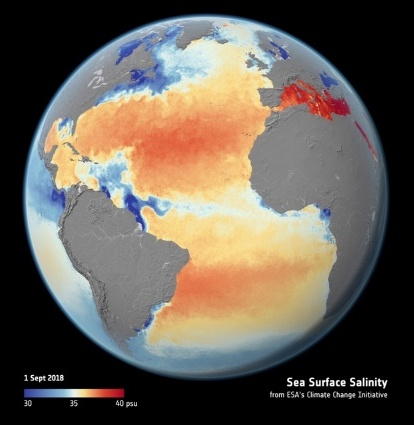 1 Sept 2018
30 35 40 psu
Sea Surface Salinity
from ESA's Climate Change Initiative